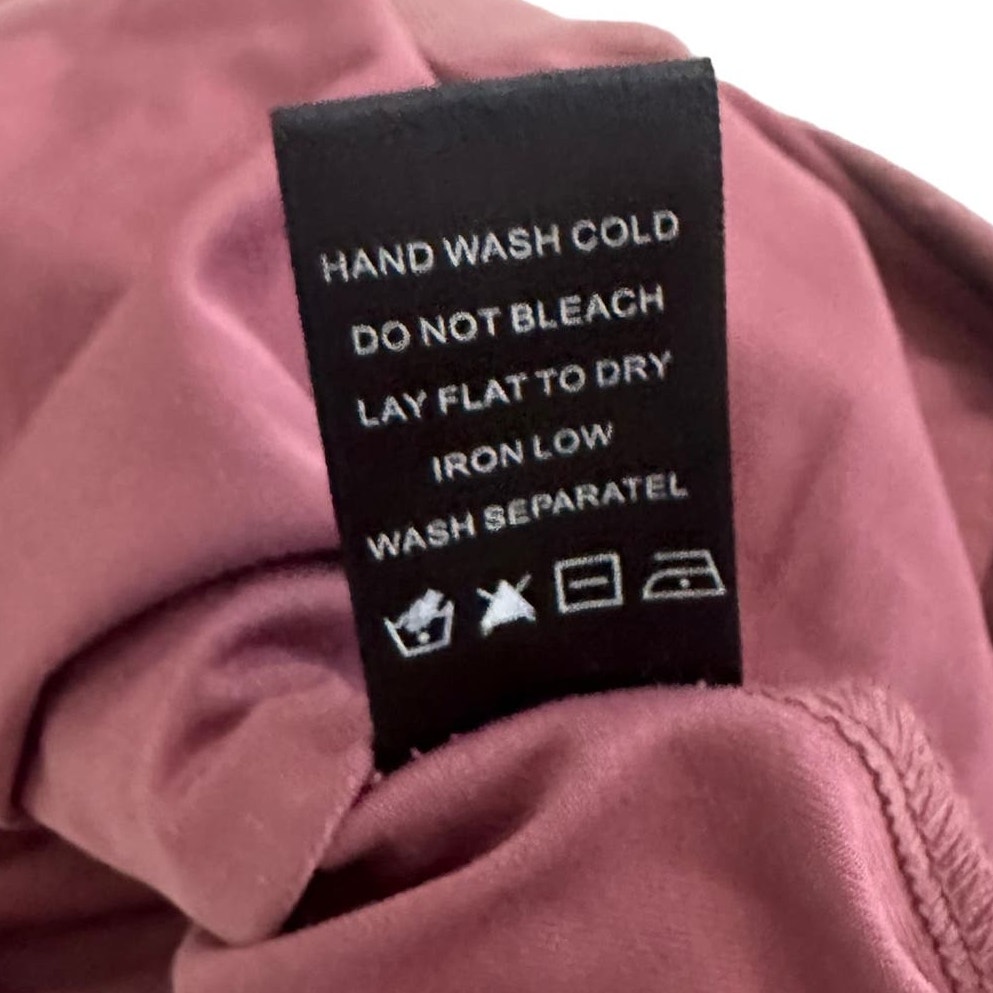 HAND WASH COLD
DO NOT BLEACH
LAY FLAT TO DRY
IRON LOW
WASH SEPARATEL